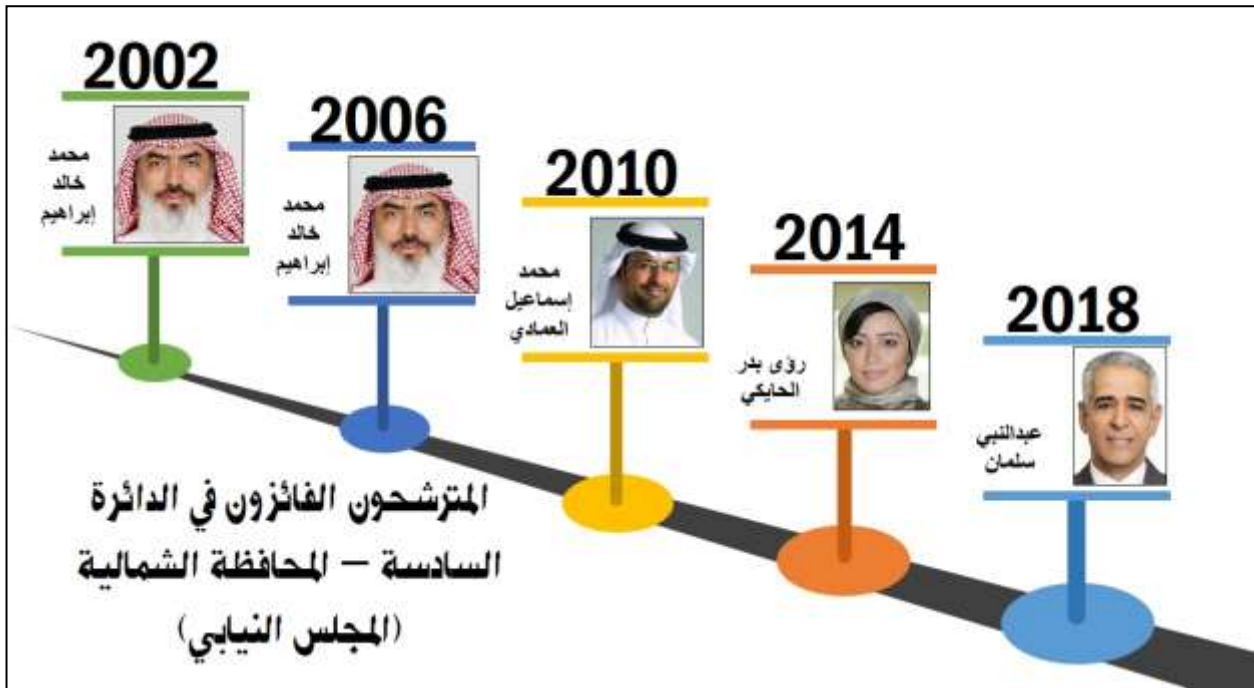 2002
محمد
خالد
إبراهيم
2006
محمد
خالد
إبراهيم
2010
محمد
إسماعيل
العمادي
2014
رؤى بدر
الحايكي
2018
عبدالنبي
سلمان
المترشحون الفائزون في الدائرة
السادسة – المحافظة الشمالية
(المجلس النيابي)